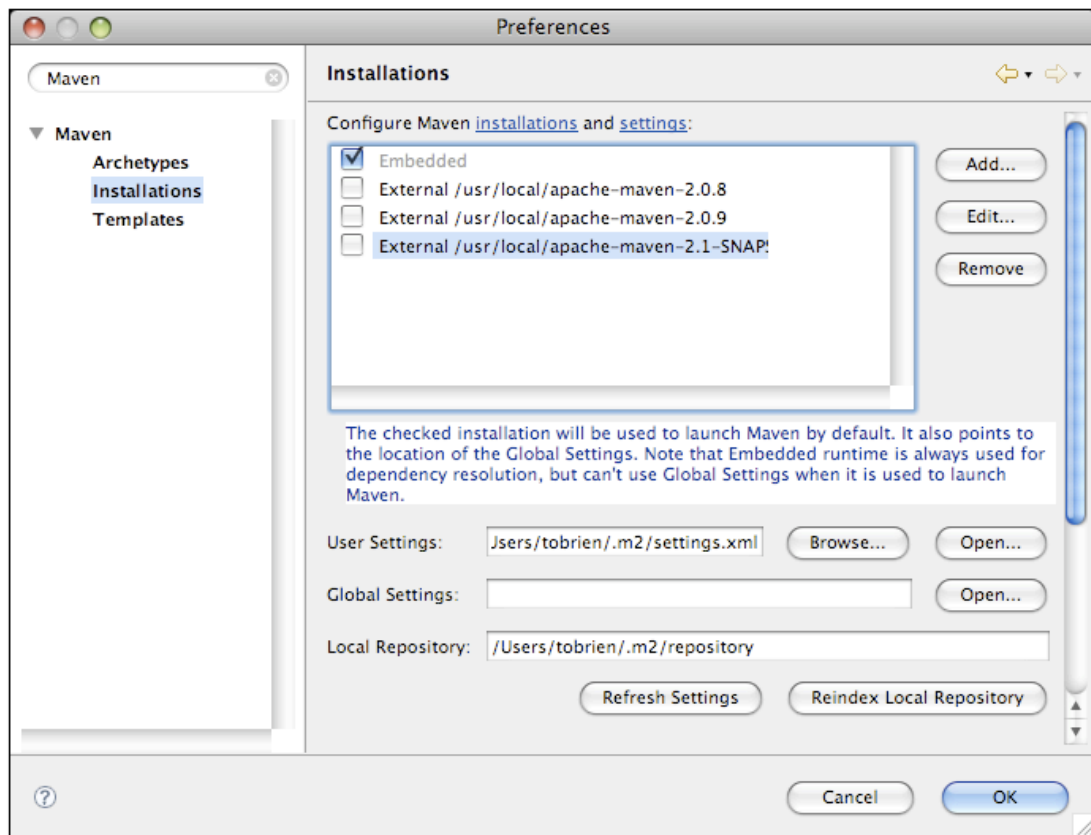 Preferences
Maven
Maven
Archetypes
Installations
Templates
Installations
Configure Maven installations and settings:
Embedded
External /usr/local/apache-maven-2.0.8
External /usr/local/apache-maven-2.0.9
External /usr/local/apache-maven-2.1-SNAPS
Add...
Edit...
Remove
The checked installation will be used to launch Maven by default. It also points to
the location of the Global Settings. Note that Embedded runtime is always used for
dependency resolution, but can't use Global Settings when it is used to launch
Maven.
User Settings: Jsers/tobrien/.m2/settings.xml Browse... Open...
Global Settings: Open...
Local Repository: /Users/tobrien/.m2/repository
Refresh Settings Reindex Local Repository
? Cancel OK